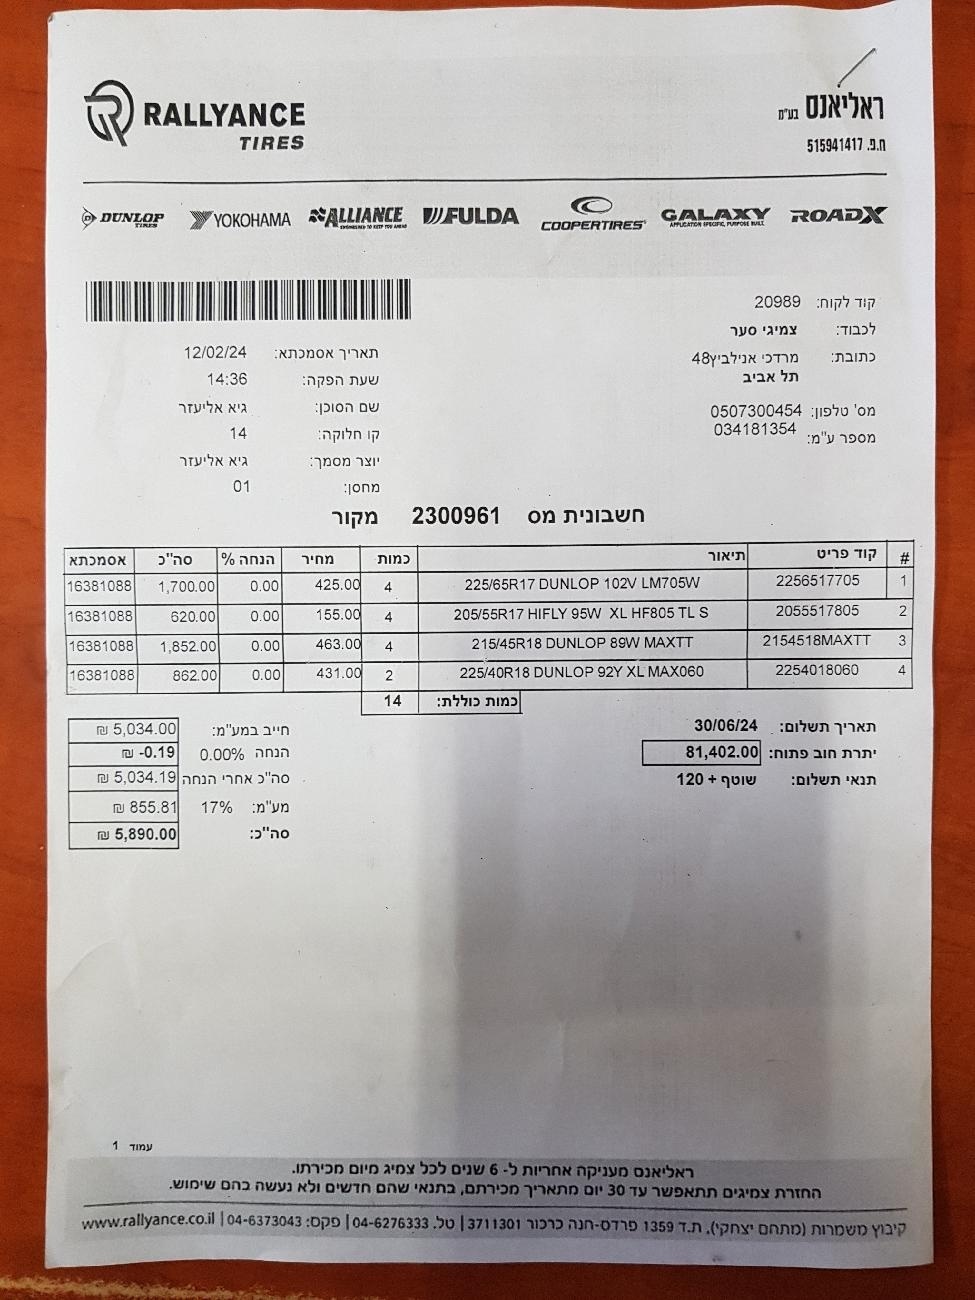 RALLYANCE
TIRES
ראליאנס בע"מ
ח.פ. 515941417
DUNLOP TIRES YOKOHAMA ALLIANCE FULDA COOPERTIRES GALAXY ROADX
ENGINEERED TO KEEP YOU AHEAD
APPLICATION SPECIFIC, PURPOSE BUILT.
קוד לקוח: 20989
לכבוד: צמיגי סער
כתובת: מרדכי אנילביץ48
תל אביב
מס' טלפון: 0507300454
מספר ע"מ: 034181354
תאריך אסמכתא: 12/02/24
שעת הפקה: 14:36
שם הסוכן: גיא אליעזר
קו חלוקה: 14
יוצר מסמך: גיא אליעזר
מחסן: 01
חשבונית מס 2300961 מקור
# קוד פריט תיאור כמות מחיר הנחה % סה"כ אסמכתא
1 2256517705 225/65R17 DUNLOP 102V LM705W 4 425.00 0.00 1,700.00 16381088
2 2055517805 205/55R17 HIFLY 95W XL HF805 TL S 4 155.00 0.00 620.00 16381088
3 2154518MAXTT 215/45R18 DUNLOP 89W MAXTT 4 463.00 0.00 1,852.00 16381088
4 2254018060 225/40R18 DUNLOP 92Y XL MAX060 2 431.00 0.00 862.00 16381088
כמות כוללת: 14
תאריך תשלום: 30/06/24
יתרת חוב פתוח: 81,402.00
תנאי תשלום: שוטף + 120
חייב במע"מ: 5,034.00 ₪
הנחה 0.00% -0.19 ₪
סה"כ אחרי הנחה 5,034.19 ₪
מע"מ: 17% 855.81 ₪
סה"כ: 5,890.00 ₪
עמוד 1
ראליאנס מעניקה אחריות ל- 6 שנים לכל צמיג מיום מכירתו.
החזרת צמיגים תתאפשר עד 30 יום מתאריך מכירתם, בתנאי שהם חדשים ולא נעשה בהם שימוש.
קיבוץ משמרות (מתחם יצחקי), ת.ד 1359 פרדס-חנה כרכור 3711301 | טל. 04-6276333 | פקס: 04-6373043 | www.rallyance.co.il